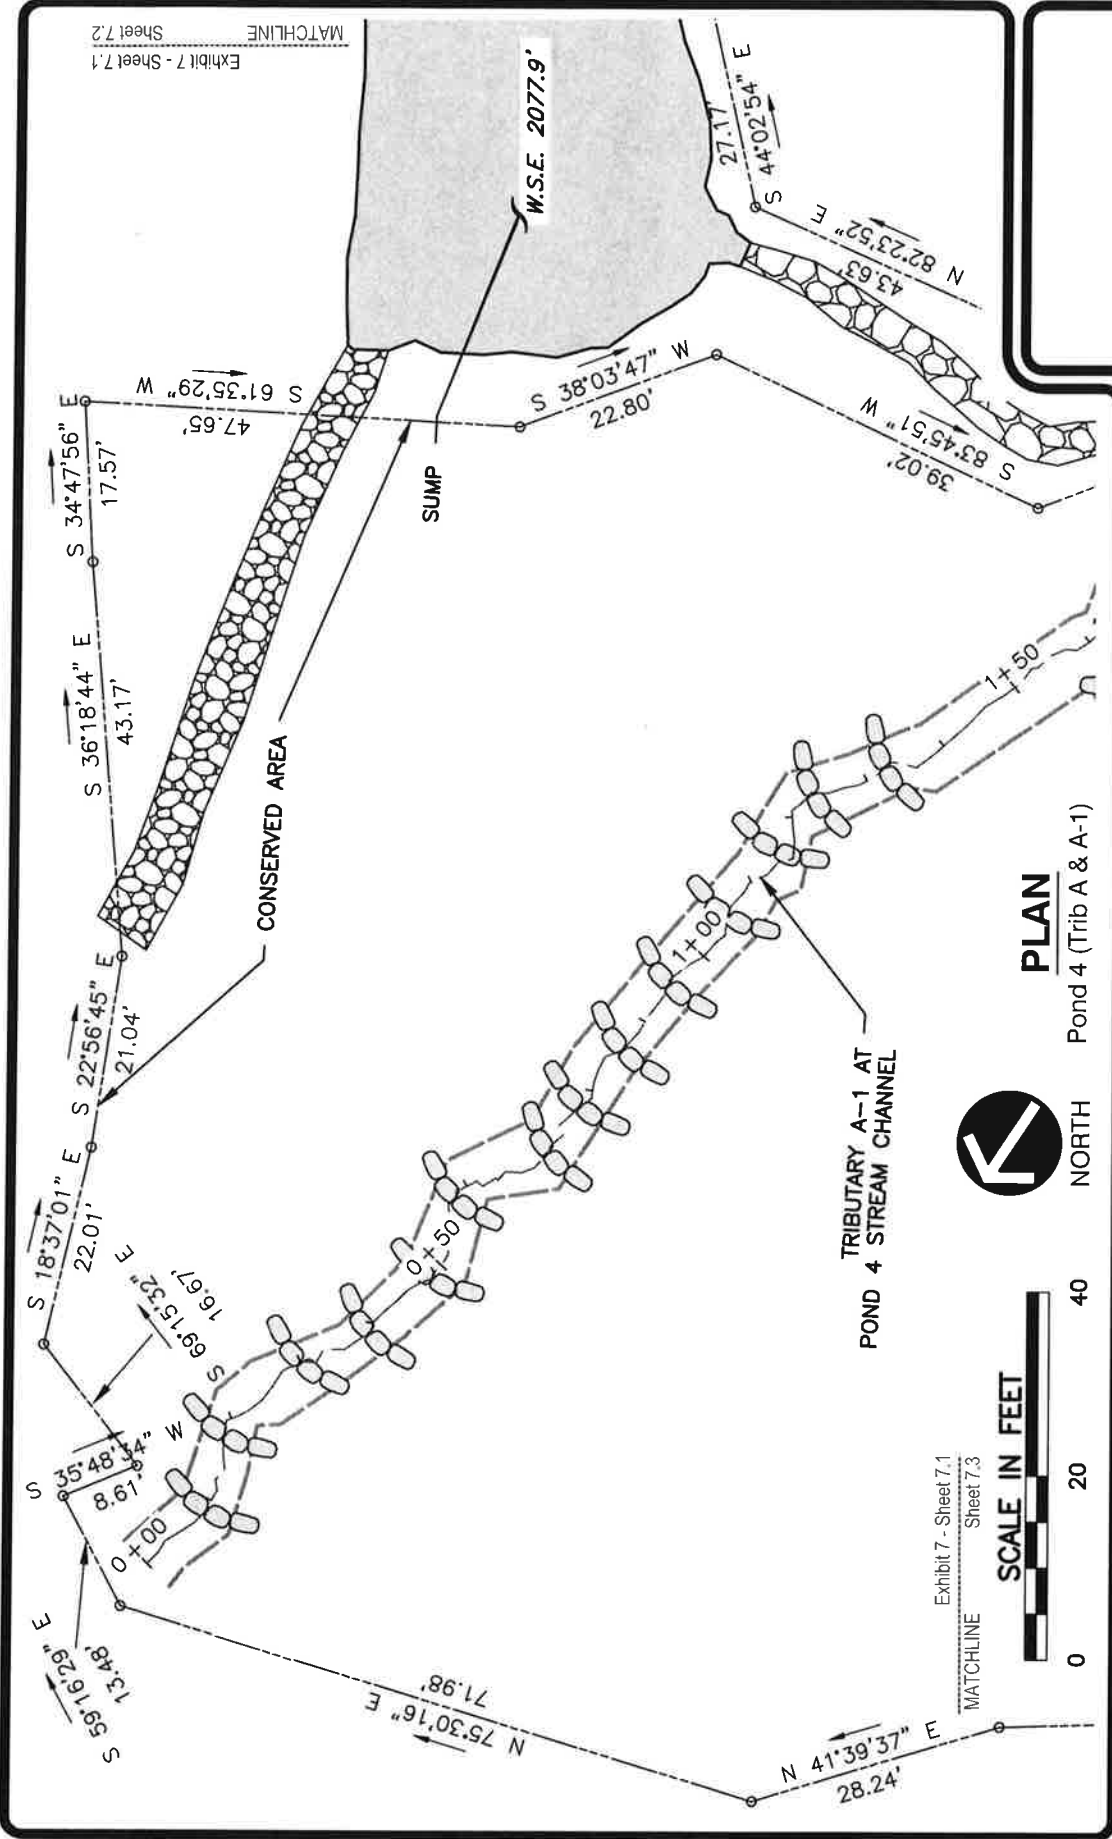 Exhibit 7 - Sheet 7.1
MATCHLINE
Sheet 7.2
S 59°16'29" E
13.48'
S 35°48'34" W
8.61'
S 69°15'32" E
16.67'
S 18°37'01" E
22.01'
S 22°56'45" E
21.04'
S 36°18'44" E
43.17'
S 34°47'56" E
17.57'
S 61°35'29" W
47.65'
CONSERVED AREA
SUMP
W.S.E. 2077.9'
S 38°03'47" W
22.80'
S 83°45'51" W
39.02'
N 82°23'52" E
43.63'
27.17'
S 44°02'54" E
0+00
0+50
1+00
1+50
N 75°30'16" E
71.98'
N 41°39'37" E
28.24'
TRIBUTARY A-1 AT
POND 4 STREAM CHANNEL
Exhibit 7 - Sheet 7.1
MATCHLINE
Sheet 7.3
SCALE IN FEET
0
20
40
NORTH
PLAN
Pond 4 (Trib A & A-1)